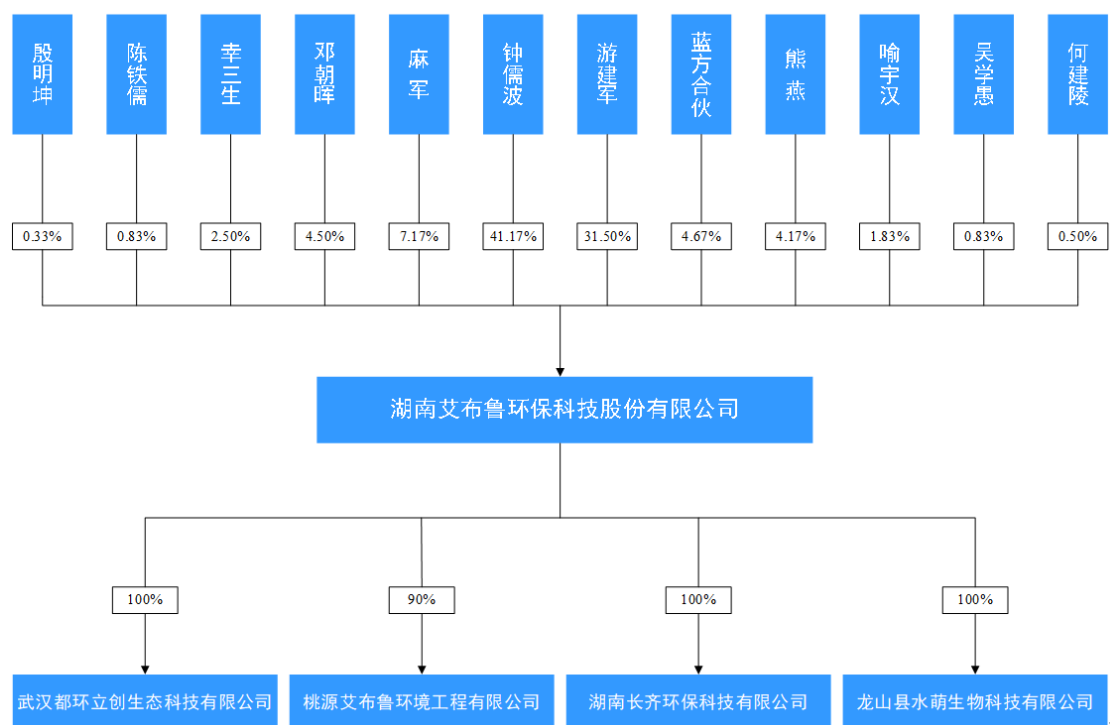 殷明坤
陈铁儒
幸三生
邓朝晖
麻军
钟儒波
游建军
蓝方合伙
熊燕
喻宇汉
吴学愚
何建陵
0.33%
0.83%
2.50%
4.50%
7.17%
41.17%
31.50%
4.67%
4.17%
1.83%
0.83%
0.50%
湖南艾布鲁环保科技股份有限公司
100%
90%
100%
100%
武汉都环立创生态科技有限公司
桃源艾布鲁环境工程有限公司
湖南长齐环保科技有限公司
龙山县水萌生物科技有限公司